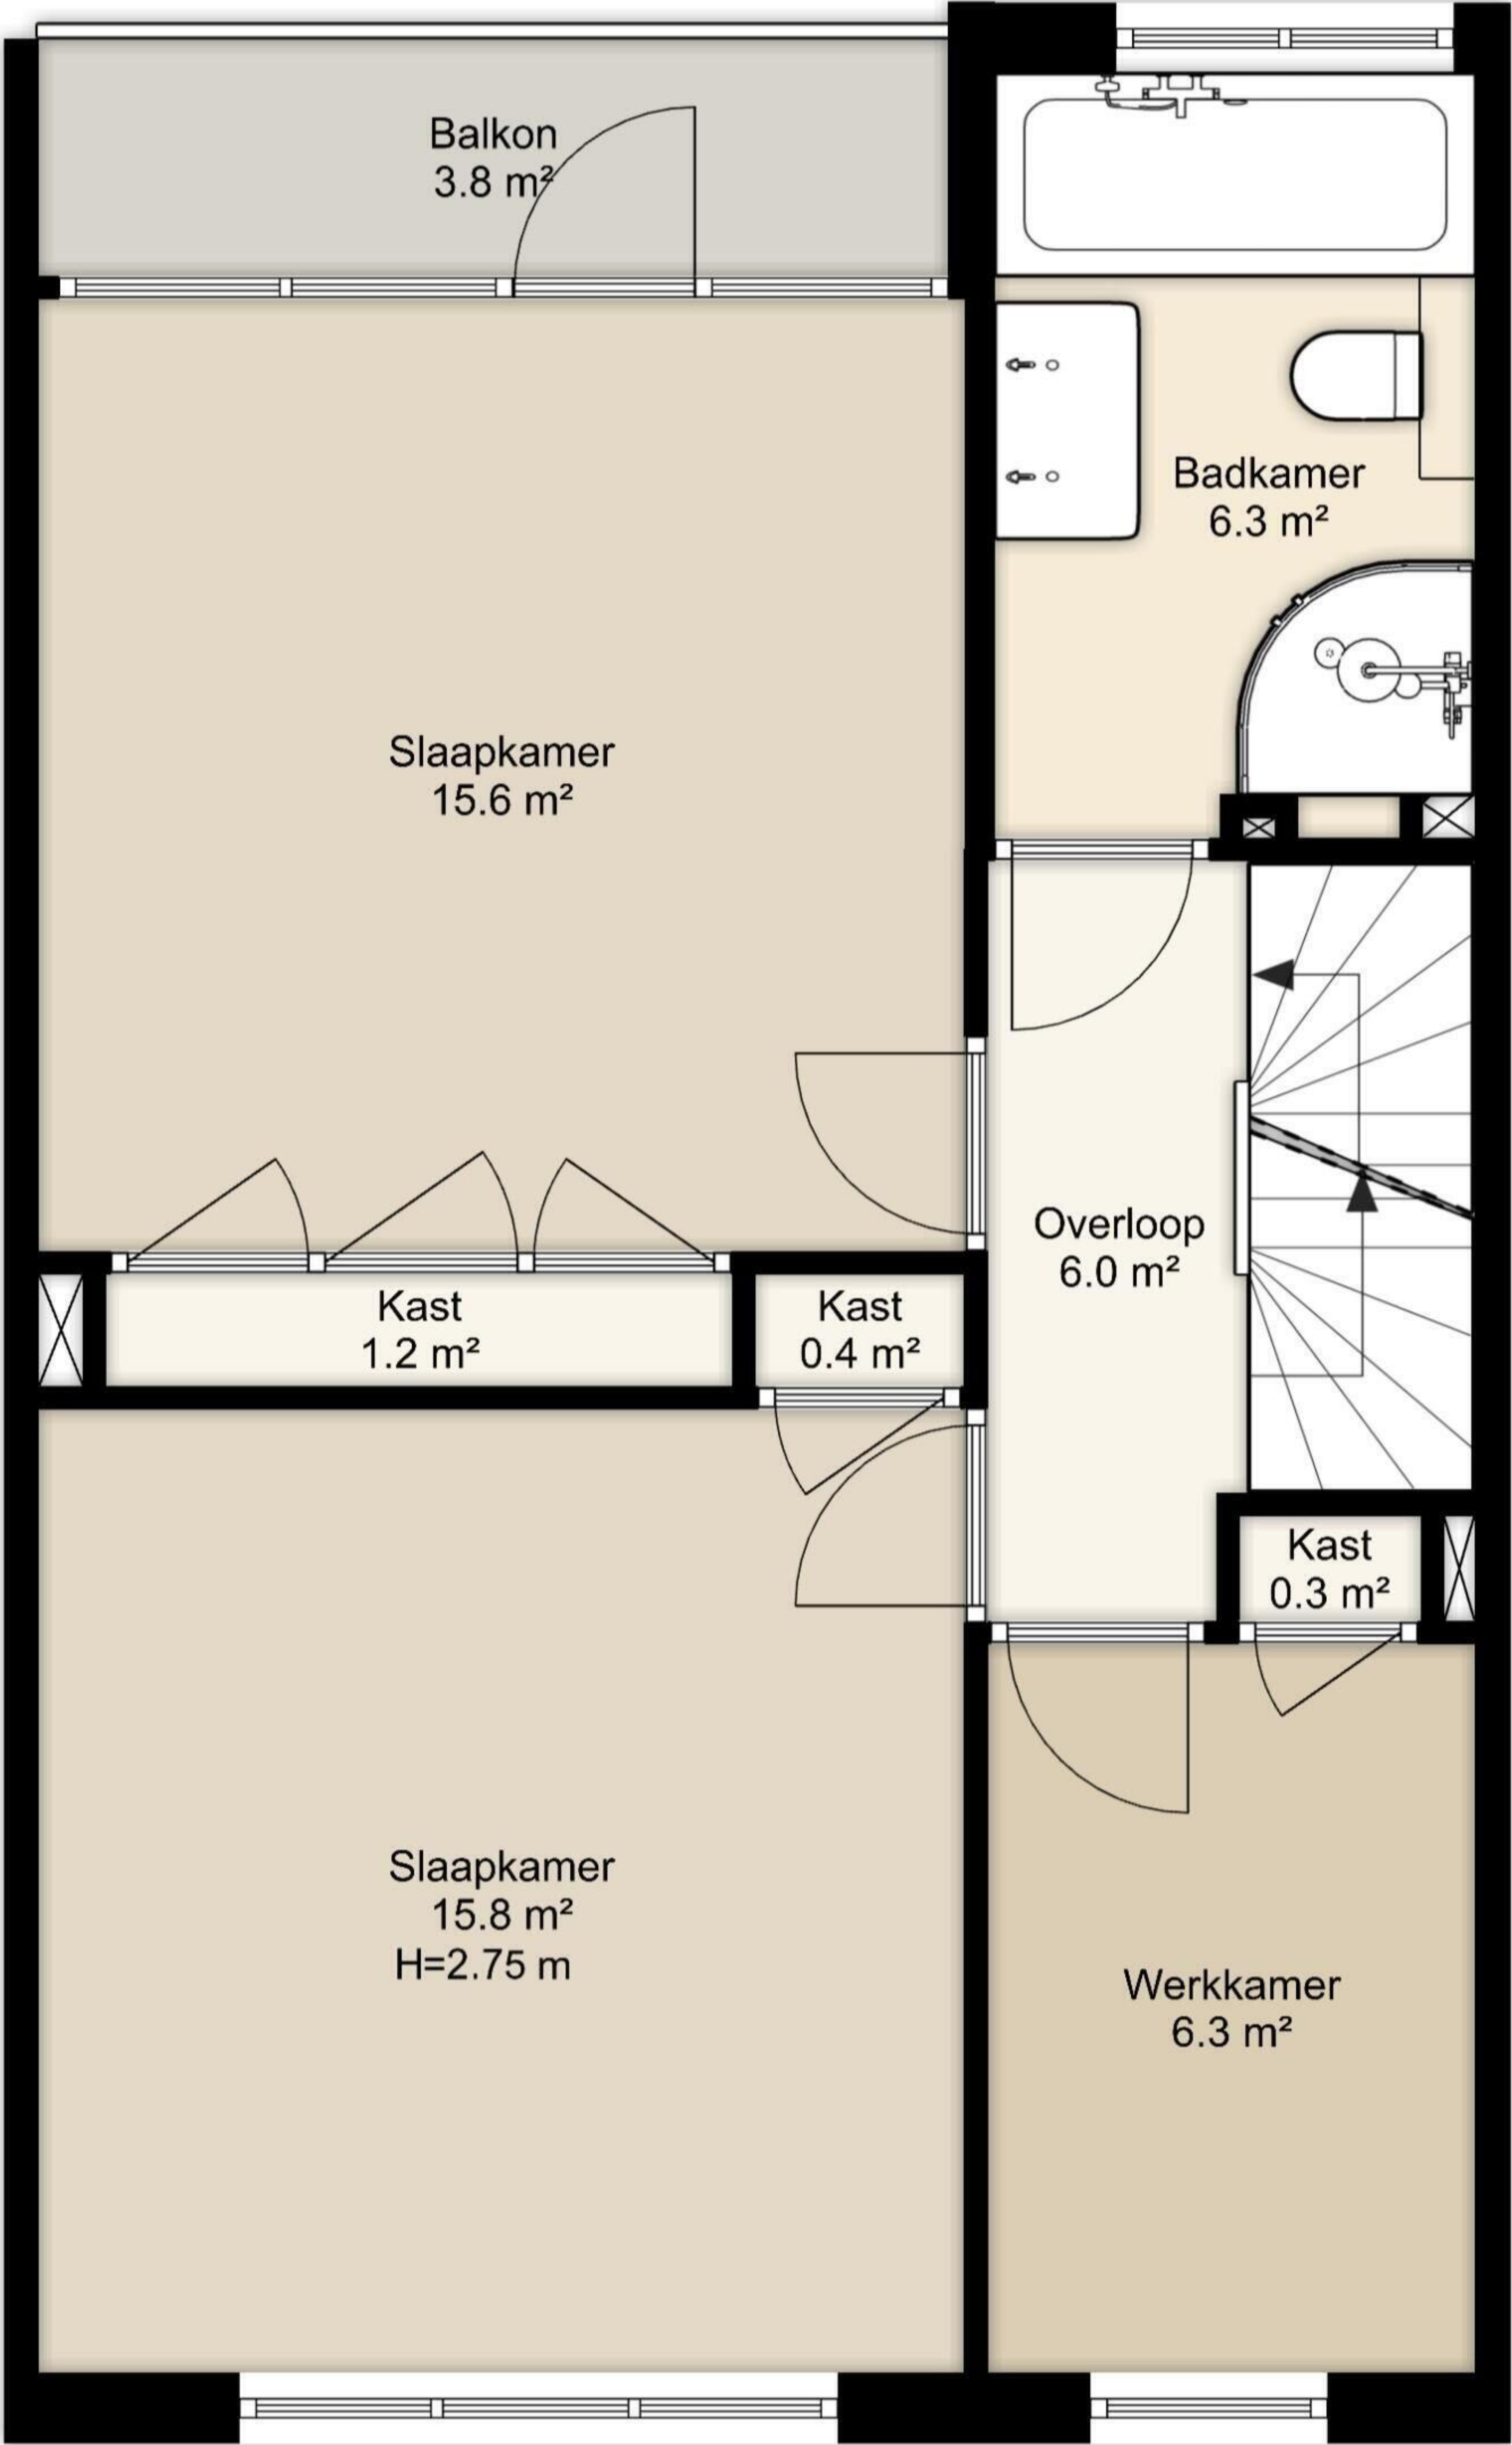 Balkon
3.8 m²
Badkamer
6.3 m²
Slaapkamer
15.6 m²
Overloop
6.0 m²
Kast
1.2 m²
Kast
0.4 m²
Kast
0.3 m²
Slaapkamer
15.8 m²
H=2.75 m
Werkkamer
6.3 m²